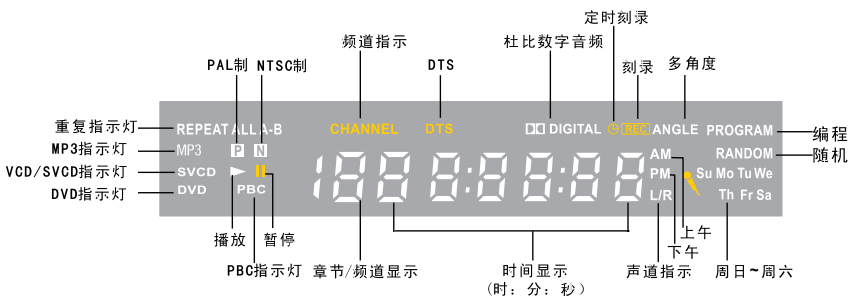 定时刻录
频道指示 杜比数字音频
PAL制 NTSC制 DTS 刻录 多角度
重复指示灯 REPEAT ALL A-B CHANNEL DTS DIGITAL REC ANGLE PROGRAM 编程
MP3指示灯 MP3 P N AM RANDOM 随机
VCD/SVCD指示灯 SVCD 188 8:88:88 PM Su Mo Tu We
DVD指示灯 DVD PBC L/R Th Fr Sa
播放 暂停 上午
下午
PBC指示灯 章节/频道显示 时间显示 声道指示 周日~周六
(时: 分: 秒)